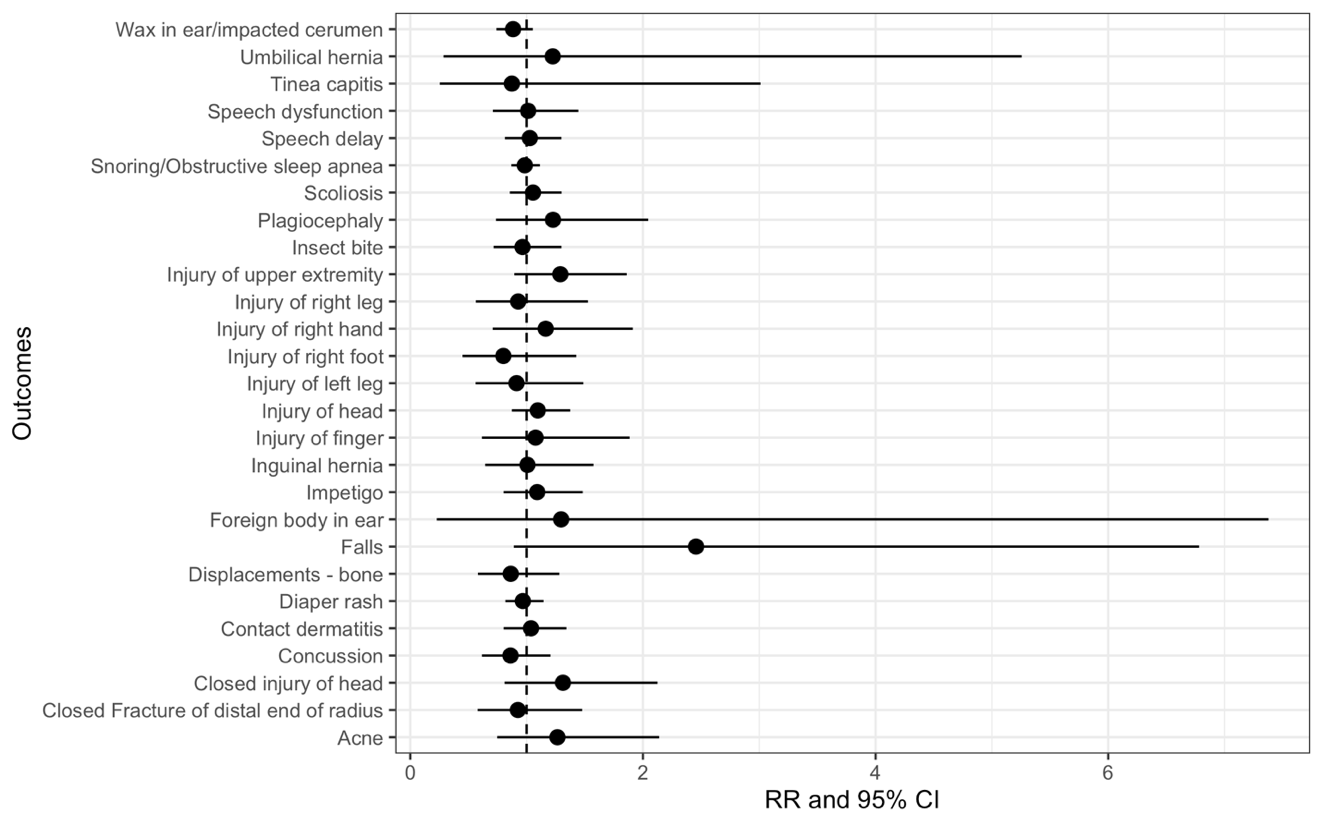 Wax in ear/impacted cerumen
Umbilical hernia
Tinea capitis
Speech dysfunction
Speech delay
Snoring/Obstructive sleep apnea
Scoliosis
Plagiocephaly
Insect bite
Injury of upper extremity
Injury of right leg
Injury of right hand
Injury of right foot
Injury of left leg
Injury of head
Injury of finger
Inguinal hernia
Impetigo
Foreign body in ear
Falls
Displacements - bone
Diaper rash
Contact dermatitis
Concussion
Closed injury of head
Closed Fracture of distal end of radius
Acne
Outcomes
0 2 4 6
RR and 95% CI